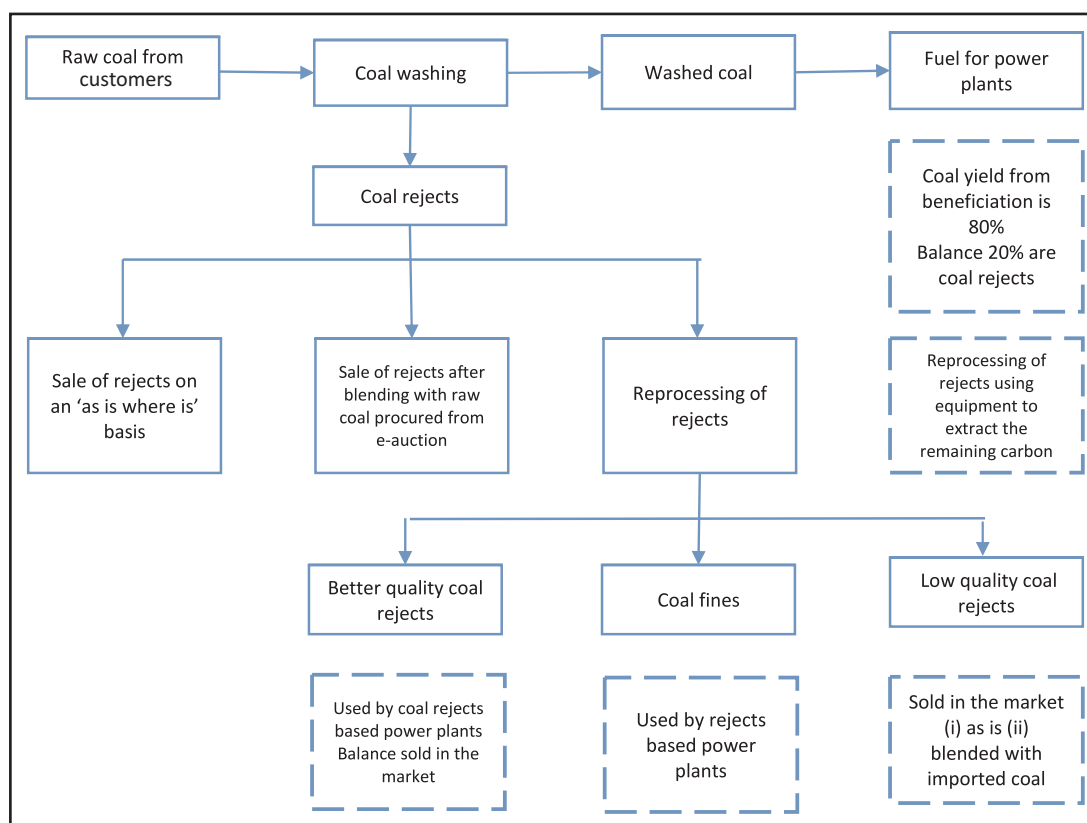 Raw coal from
customers
Coal washing
Washed coal
Fuel for power
plants
Coal rejects
Coal yield from
beneficiation is
80%
Balance 20% are
coal rejects
Sale of rejects on
an ‘as is where is’
basis
Sale of rejects after
blending with raw
coal procured from
e-auction
Reprocessing of
rejects
Reprocessing of
rejects using
equipment to
extract the
remaining carbon
Better quality coal
rejects
Coal fines
Low quality coal
rejects
Used by coal rejects
based power plants
Balance sold in the
market
Used by rejects
based power
plants
Sold in the market
(i) as is (ii)
blended with
imported coal